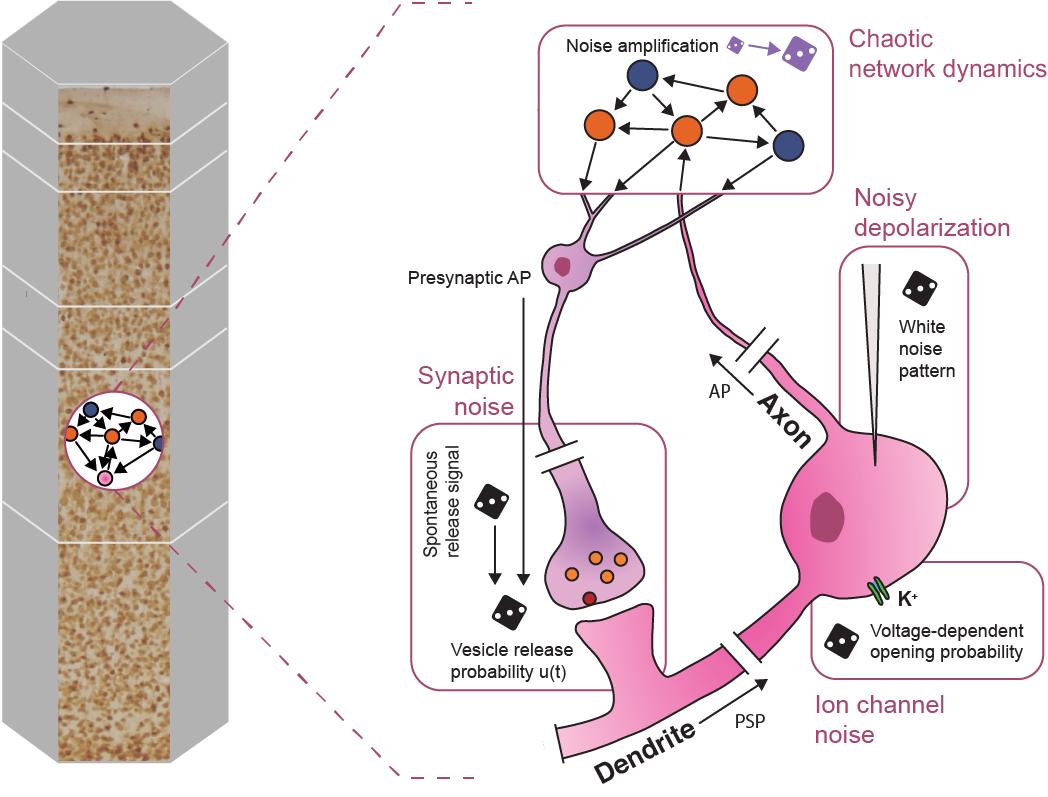 Noise amplification
Chaotic
network dynamics
Noisy
depolarization
White
noise
pattern
Presynaptic AP
Synaptic
noise
Spontaneous
release signal
Vesicle release
probability u(t)
AP
Axon
K+
Voltage-dependent
opening probability
Ion channel
noise
PSP
Dendrite